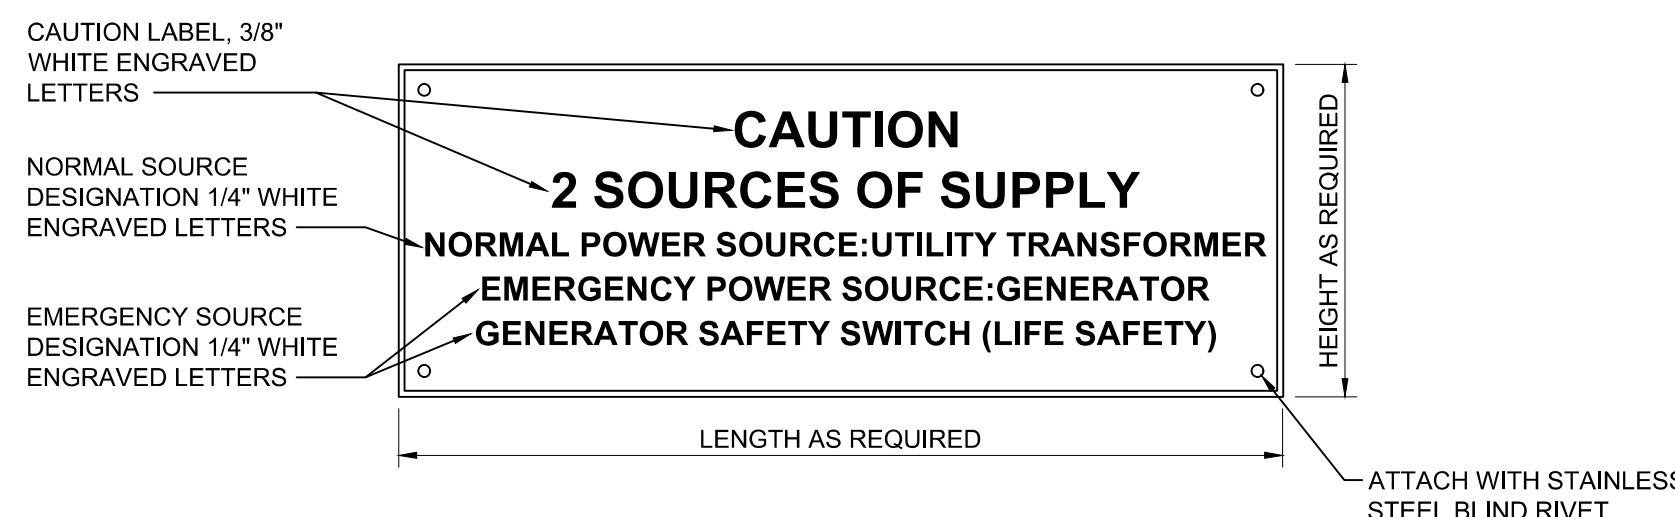 CAUTION LABEL, 3/8"
WHITE ENGRAVED
LETTERS
NORMAL SOURCE
DESIGNATION 1/4" WHITE
ENGRAVED LETTERS
EMERGENCY SOURCE
DESIGNATION 1/4" WHITE
ENGRAVED LETTERS
CAUTION
2 SOURCES OF SUPPLY
NORMAL POWER SOURCE:UTILITY TRANSFORMER
EMERGENCY POWER SOURCE:GENERATOR
GENERATOR SAFETY SWITCH (LIFE SAFETY)
HEIGHT AS REQUIRED
LENGTH AS REQUIRED
ATTACH WITH STAINLESS
STEEL BLIND RIVET